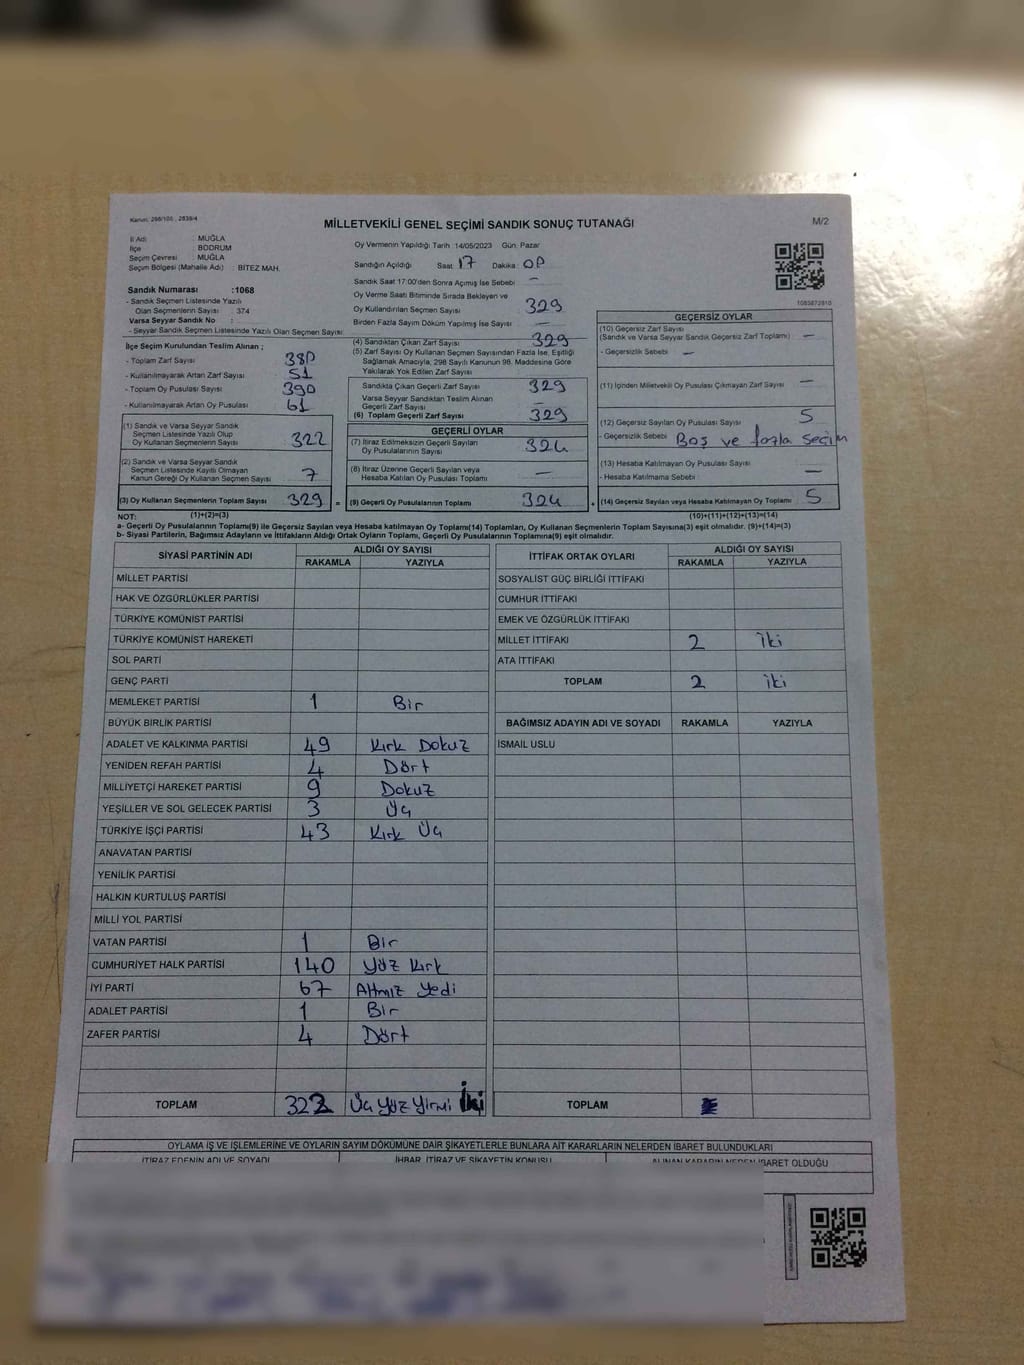 Kanun: 298/105 , 2839/4
MİLLETVEKİLİ GENEL SEÇİMİ SANDIK SONUÇ TUTANAĞI
M/2
İl Adı : MUĞLA
İlçe : BODRUM
Seçim Çevresi : MUĞLA
Seçim Bölgesi (Mahalle Adı) : BİTEZ MAH.
Sandık Numarası :1068
- Sandık Seçmen Listesinde Yazılı
Olan Seçmenlerin Sayısı : 374
Varsa Seyyar Sandık No :
- Seyyar Sandık Seçmen Listesinde Yazılı Olan Seçmen Sayısı:
Oy Vermenin Yapıldığı Tarih 14/05/2023 Gün. Pazar
Sandığın Açıldığı Saat 17 Dakika 00
Sandık Saat 17:00'den Sonra Açımış İse Sebebi —
Oy Verme Saati Bitiminde Sırada Bekleyen ve
Oy Kullandırılan Seçmen Sayısı 329
Birden Fazla Sayım Döküm Yapılmış İse Sayısı —
1083872810
İlçe Seçim Kurulundan Teslim Alınan ;
- Toplam Zarf Sayısı 380
- Kullanılmayarak Artan Zarf Sayısı 51
- Toplam Oy Pusulası Sayısı 390
- Kullanılmayarak Artan Oy Pusulası 61
(1) Sandık ve Varsa Seyyar Sandık
Seçmen Listesinde Yazılı Olup
Oy Kullanan Seçmenlerin Sayısı 322
(2) Sandık ve Varsa Seyyar Sandık
Seçmen Listesinde Kayıtlı Olmayan
Kanun Gereği Oy Kullanan Seçmen Sayısı 7
(3) Oy Kullanan Seçmenlerin Toplam Sayısı 329 =
(4) Sandıktan Çıkan Zarf Sayısı 329
(5) Zarf Sayısı Oy Kullanan Seçmen Sayısından Fazla İse, Eşitliği
Sağlamak Amacıyla, 298 Sayılı Kanunun 98. Maddesine Göre
Yakılarak Yok Edilen Zarf Sayısı
Sandıkta Çıkan Geçerli Zarf Sayısı 329
Varsa Seyyar Sandıktan Teslim Alınan
Geçerli Zarf Sayısı —
(6) Toplam Geçerli Zarf Sayısı 329
GEÇERLİ OYLAR
(7) İtiraz Edilmeksizin Geçerli Sayılan
Oy Pusulalarının Sayısı 324
(8) İtiraz Üzerine Geçerli Sayılan veya
Hesaba Katılan Oy Pusulası Toplamı —
(9) Geçerli Oy Pusulalarının Toplamı 324 +
GEÇERSİZ OYLAR
(10) Geçersiz Zarf Sayısı
(Sandık ve Varsa Seyyar Sandık Geçersiz Zarf Toplamı) —
- Geçersizlik Sebebi —
(11) İçinden Milletvekili Oy Pusulası Çıkmayan Zarf Sayısı —
(12) Geçersiz Sayılan Oy Pusulası Sayısı 5
- Geçersizlik Sebebi Boş ve fazla seçim
(13) Hesaba Katılmayan Oy Pusulası Sayısı
- Hesaba Katılmama Sebebi —
(14) Geçersiz Sayılan veya Hesaba Katılmayan Oy Toplamı 5
NOT: (1)+(2)=(3) (10)+(11)+(12)+(13)=(14)
a- Geçerli Oy Pusulalarının Toplamı(9) ile Geçersiz Sayılan veya Hesaba katılmayan Oy Toplamı(14) Toplamları, Oy Kullanan Seçmenlerin Toplam Sayısına(3) eşit olmalıdır. (9)+(14)=(3)
b- Siyasi Partilerin, Bağımsız Adayların ve İttifakların Aldığı Ortak Oyların Toplamı, Geçerli Oy Pusulalarının Toplamına(9) eşit olmalıdır.
SİYASİ PARTİNİN ADI ALDIĞI OY SAYISI
RAKAMLA YAZIYLA
MİLLET PARTİSİ
HAK VE ÖZGÜRLÜKLER PARTİSİ
TÜRKİYE KOMÜNİST PARTİSİ
TÜRKİYE KOMÜNİST HAREKETİ
SOL PARTİ
GENÇ PARTİ
MEMLEKET PARTİSİ 1 Bir
BÜYÜK BİRLİK PARTİSİ
ADALET VE KALKINMA PARTİSİ 49 Kırk Dokuz
YENİDEN REFAH PARTİSİ 4 Dört
MİLLİYETÇİ HAREKET PARTİSİ 9 Dokuz
YEŞİLLER VE SOL GELECEK PARTİSİ 3 Üç
TÜRKİYE İŞÇİ PARTİSİ 43 Kırk Üç
ANAVATAN PARTİSİ
YENİLİK PARTİSİ
HALKIN KURTULUŞ PARTİSİ
MİLLİ YOL PARTİSİ
VATAN PARTİSİ 1 Bir
CUMHURİYET HALK PARTİSİ 140 Yüz Kırk
İYİ PARTİ 67 Altmız Yedi
ADALET PARTİSİ 1 Bir
ZAFER PARTİSİ 4 Dört
TOPLAM 322 Üç Yüz Yirmi İki
İTTİFAK ORTAK OYLARI ALDIĞI OY SAYISI
RAKAMLA YAZIYLA
SOSYALİST GÜÇ BİRLİĞİ İTTİFAKI
CUMHUR İTTİFAKI
EMEK VE ÖZGÜRLÜK İTTİFAKI
MİLLET İTTİFAKI 2 İki
ATA İTTİFAKI
TOPLAM 2 İki
BAĞIMSIZ ADAYIN ADI VE SOYADI RAKAMLA YAZIYLA
İSMAİL USLU
TOPLAM
OYLAMA İŞ VE İŞLEMLERİNE VE OYLARIN SAYIM DÖKÜMÜNE DAİR ŞİKAYETLERLE BUNLARA AİT KARARLARIN NELERDEN İBARET BULUNDUKLARI
İTİRAZ EDENİN ADI VE SOYADI İHBAR, İTİRAZ VE ŞİKAYETİN KONUSU ALINAN KARARIN NEDEN İBARET OLDUĞU